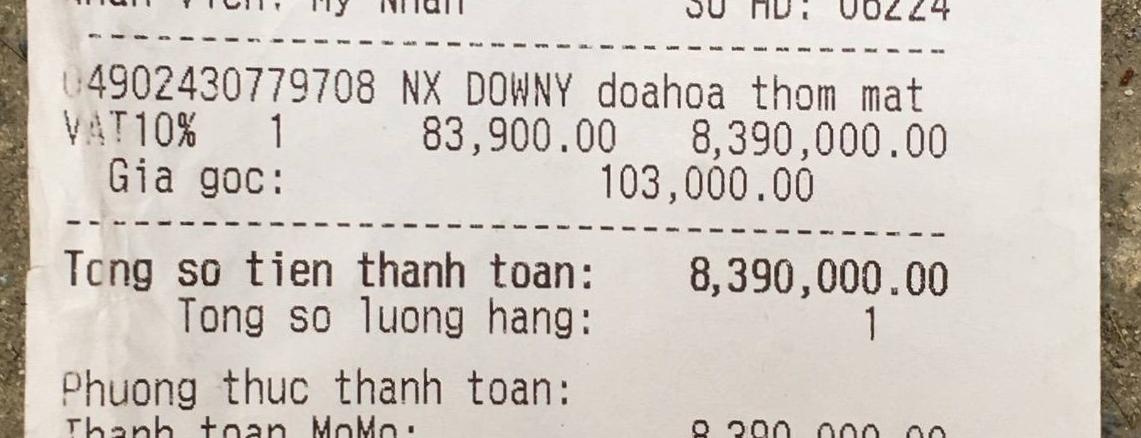 Nhan Vien: My Nhan So HD: 06224
04902430779708 NX DOWNY doahoa thom mat
VAT10% 1 83,900.00 8,390,000.00
Gia goc: 103,000.00
Tong so tien thanh toan: 8,390,000.00
Tong so luong hang: 1
Phuong thuc thanh toan:
Thanh toan MoMo: 8,390,000.00